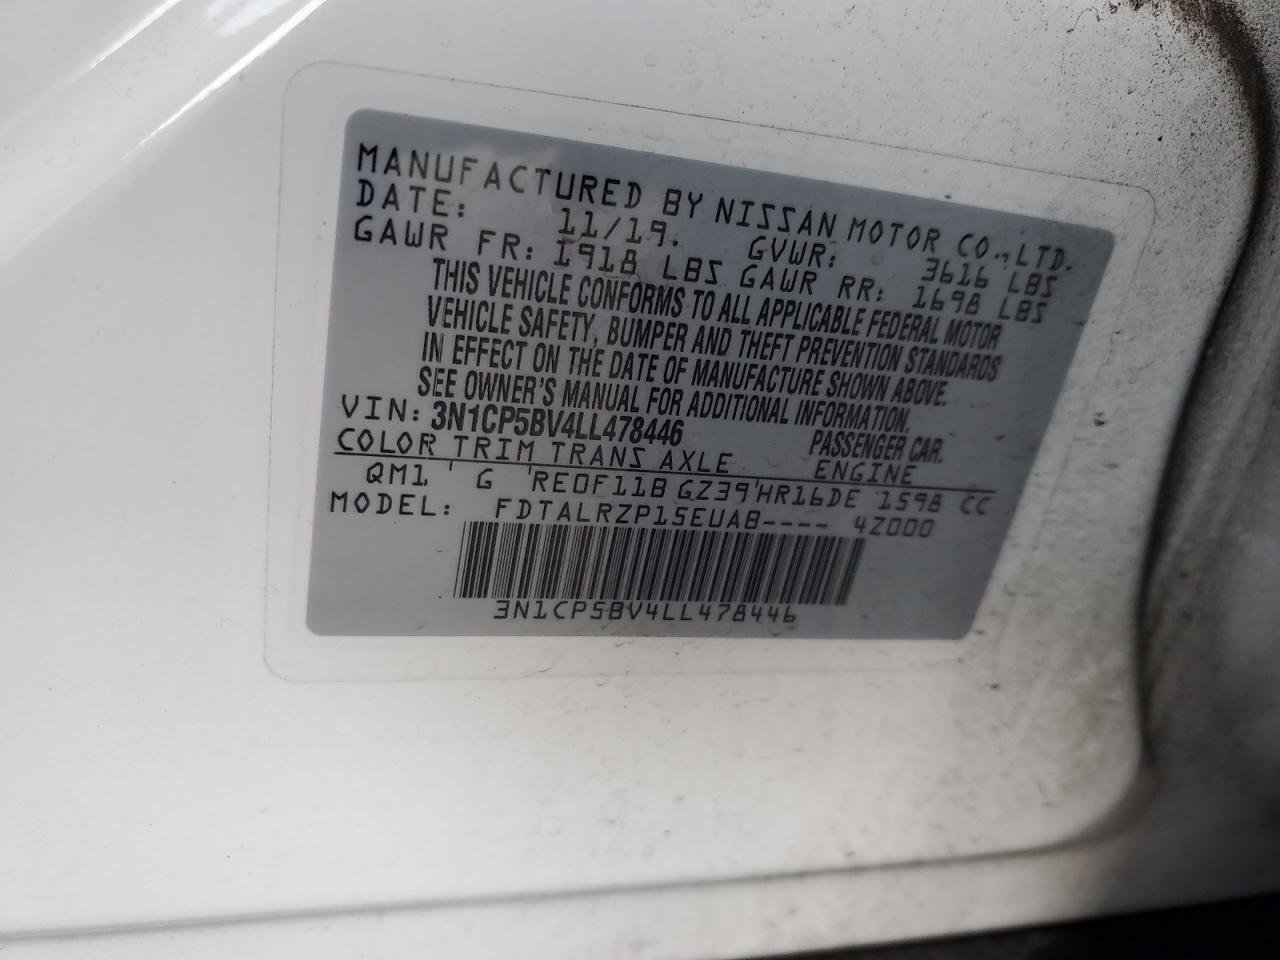 MANUFACTURED BY NISSAN MOTOR CO., LTD.
DATE: 11/19. GVWR: 3616 LBS
GAWR FR: 1918 LBS GAWR RR: 1698 LBS
THIS VEHICLE CONFORMS TO ALL APPLICABLE FEDERAL MOTOR
VEHICLE SAFETY, BUMPER AND THEFT PREVENTION STANDARDS
IN EFFECT ON THE DATE OF MANUFACTURE SHOWN ABOVE.
SEE OWNER'S MANUAL FOR ADDITIONAL INFORMATION.
VIN: 3N1CP5BV4LL478446 PASSENGER CAR.
COLOR TRIM TRANS AXLE ENGINE
QM1 ' G 'RE0F11B GZ39'HR16DE 1598 CC
MODEL: FDTALRZP15EUAB---- 4Z000
3N1CP5BV4LL478446